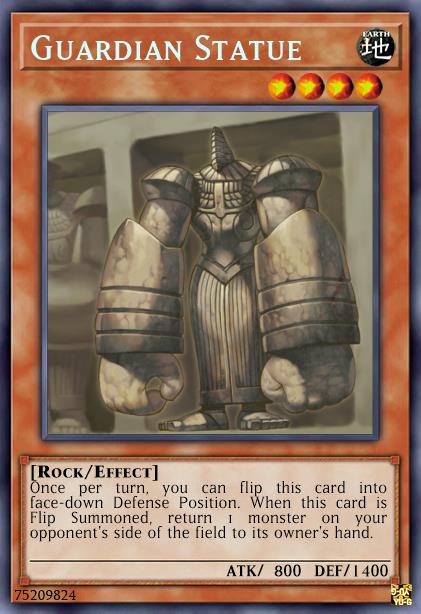 GUARDIAN STATUE
EARTH
地
[ROCK/EFFECT]
Once per turn, you can flip this card into
face-down Defense Position. When this card is
Flip Summoned, return 1 monster on your
opponent's side of the field to its owner's hand.
ATK/ 800 DEF/1400
75209824